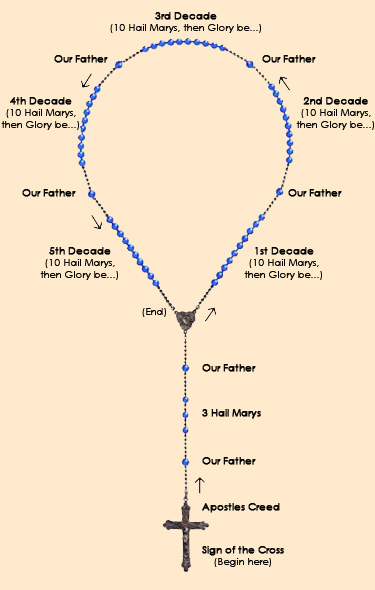 3rd Decade
(10 Hail Marys, then Glory be...)
Our Father
Our Father
4th Decade
(10 Hail Marys,
then Glory be...)
2nd Decade
(10 Hail Marys,
then Glory be...)
Our Father
Our Father
5th Decade
(10 Hail Marys,
then Glory be...)
1st Decade
(10 Hail Marys,
then Glory be...)
(End)
Our Father
3 Hail Marys
Our Father
Apostles Creed
Sign of the Cross
(Begin here)